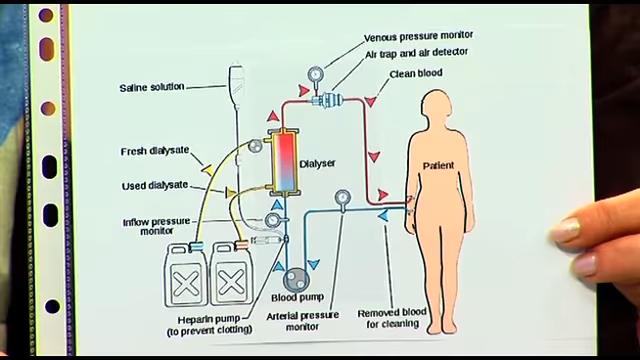 Venous pressure monitor
Air trap and air detector
Clean blood
Saline solution
Fresh dialysate
Dialyser
Patient
Used dialysate
Inflow pressure
monitor
Blood pump
Heparin pump
(to prevent clotting)
Arterial pressure
monitor
Removed blood
for cleaning